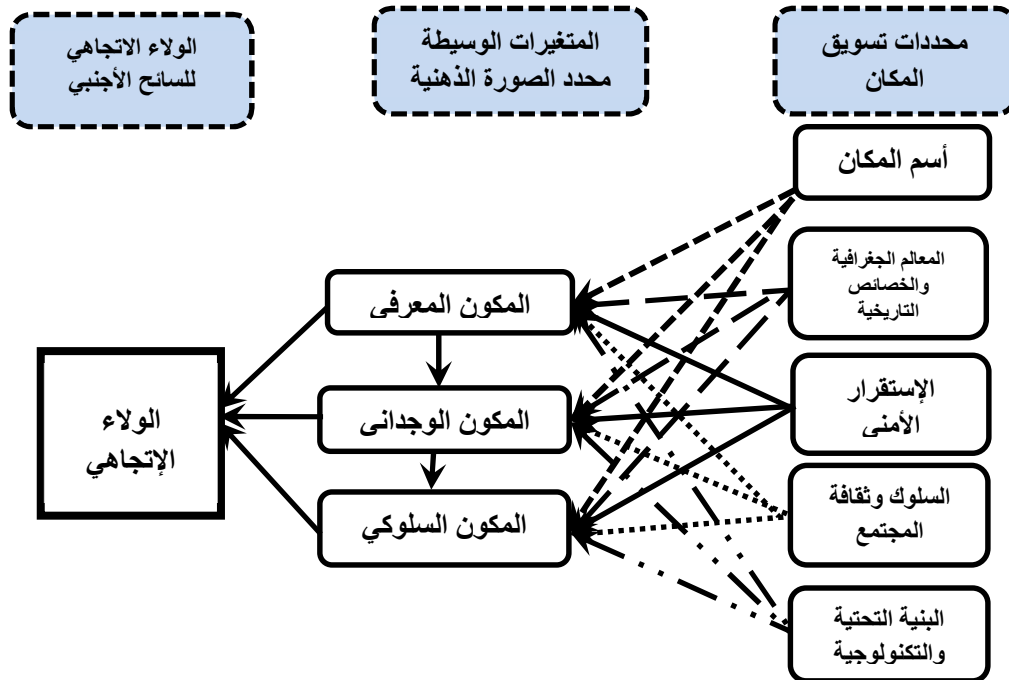 محددات تسويق
المكان
المتغيرات الوسيطة
محدد الصورة الذهنية
الولاء الاتجاهي
للسائح الأجنبي
أسم المكان
المعالم الجغرافية
والخصائص
التاريخية
الإستقرار
الأمنى
السلوك وثقافة
المجتمع
البنية التحتية
والتكنولوجية
المكون المعرفى
المكون الوجدانى
المكون السلوكي
الولاء
الإتجاهي